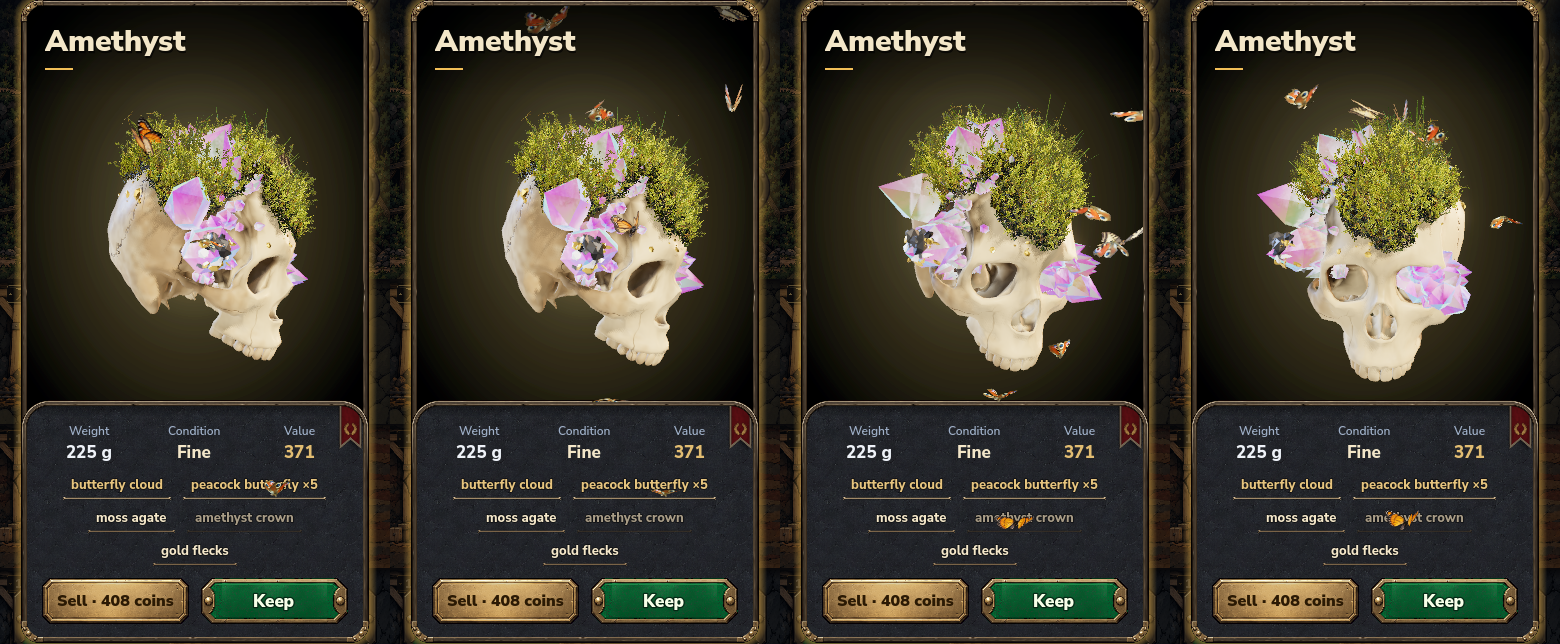 Amethyst
Weight Condition Value
225 g Fine 371
butterfly cloud peacock butterfly ×5
moss agate amethyst crown
gold flecks
Sell · 408 coins Keep
Amethyst
Weight Condition Value
225 g Fine 371
butterfly cloud peacock butterfly ×5
moss agate amethyst crown
gold flecks
Sell · 408 coins Keep
Amethyst
Weight Condition Value
225 g Fine 371
butterfly cloud peacock butterfly ×5
moss agate amethyst crown
gold flecks
Sell · 408 coins Keep
Amethyst
Weight Condition Value
225 g Fine 371
butterfly cloud peacock butterfly ×5
moss agate amethyst crown
gold flecks
Sell · 408 coins Keep